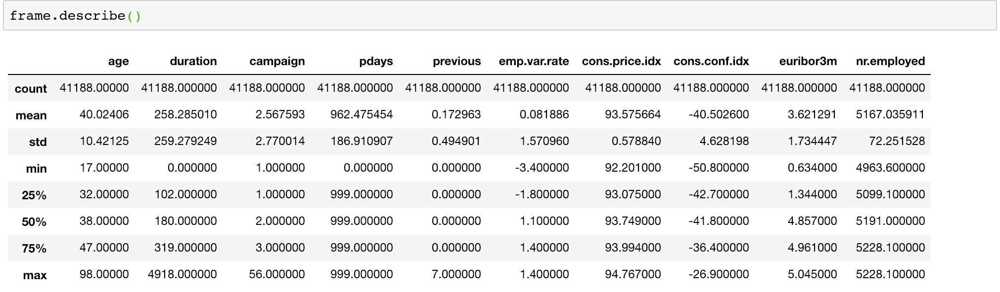 frame.describe()
age duration campaign pdays previous emp.var.rate cons.price.idx cons.conf.idx euribor3m nr.employed
count 41188.00000 41188.000000 41188.000000 41188.000000 41188.000000 41188.000000 41188.000000 41188.000000 41188.000000 41188.000000
mean 40.02406 258.285010 2.567593 962.475454 0.172963 0.081886 93.575664 -40.502600 3.621291 5167.035911
std 10.42125 259.279249 2.770014 186.910907 0.494901 1.570960 0.578840 4.628198 1.734447 72.251528
min 17.00000 0.000000 1.000000 0.000000 0.000000 -3.400000 92.201000 -50.800000 0.634000 4963.600000
25% 32.00000 102.000000 1.000000 999.000000 0.000000 -1.800000 93.075000 -42.700000 1.344000 5099.100000
50% 38.00000 180.000000 2.000000 999.000000 0.000000 1.100000 93.749000 -41.800000 4.857000 5191.000000
75% 47.00000 319.000000 3.000000 999.000000 0.000000 1.400000 93.994000 -36.400000 4.961000 5228.100000
max 98.00000 4918.000000 56.000000 999.000000 7.000000 1.400000 94.767000 -26.900000 5.045000 5228.100000